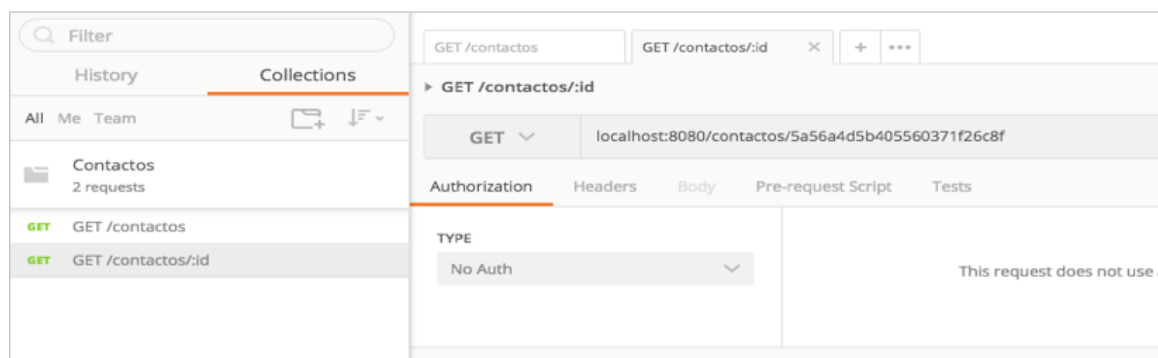 Filter
History Collections
All Me Team
Contactos
2 requests
GET GET /contactos
GET GET /contactos/:id
GET /contactos GET /contactos/:id
GET /contactos/:id
GET localhost:8080/contactos/5a56a4d5b405560371f26c8f
Authorization Headers Body Pre-request Script Tests
TYPE
No Auth
This request does not use